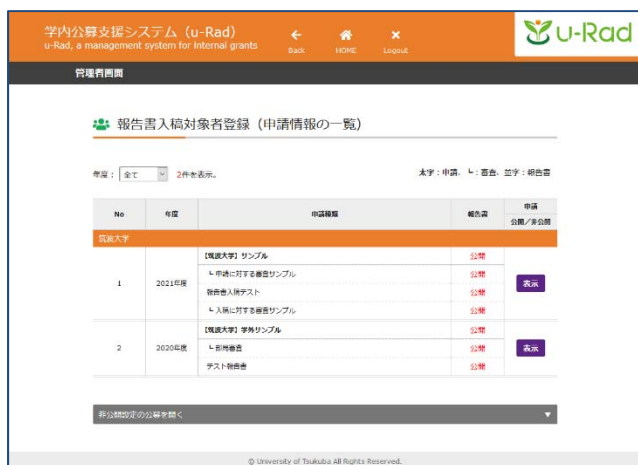 学内公募支援システム（u-Rad）
u-Rad, a management system for internal grants
Back HOME Logout
u-Rad
管理者画面
報告書入稿対象者登録（申請情報の一覧）
年度： 全て 2件を表示。
太字：申請、┗：審査、並字：報告書
No 年度 申請種類 報告書 申請
公開／非公開
筑波大学
1 2021年度 【筑波大学】サンプル 公開 表示
┗申請に対する審査サンプル 公開
報告書入稿テスト 公開
┗入稿に対する審査サンプル 公開
2 2020年度 【筑波大学】学外サンプル 公開 表示
┗部局審査 公開
テスト報告書 公開
非公開設定の公募を開く ▼
© University of Tsukuba All Rights Reserved.